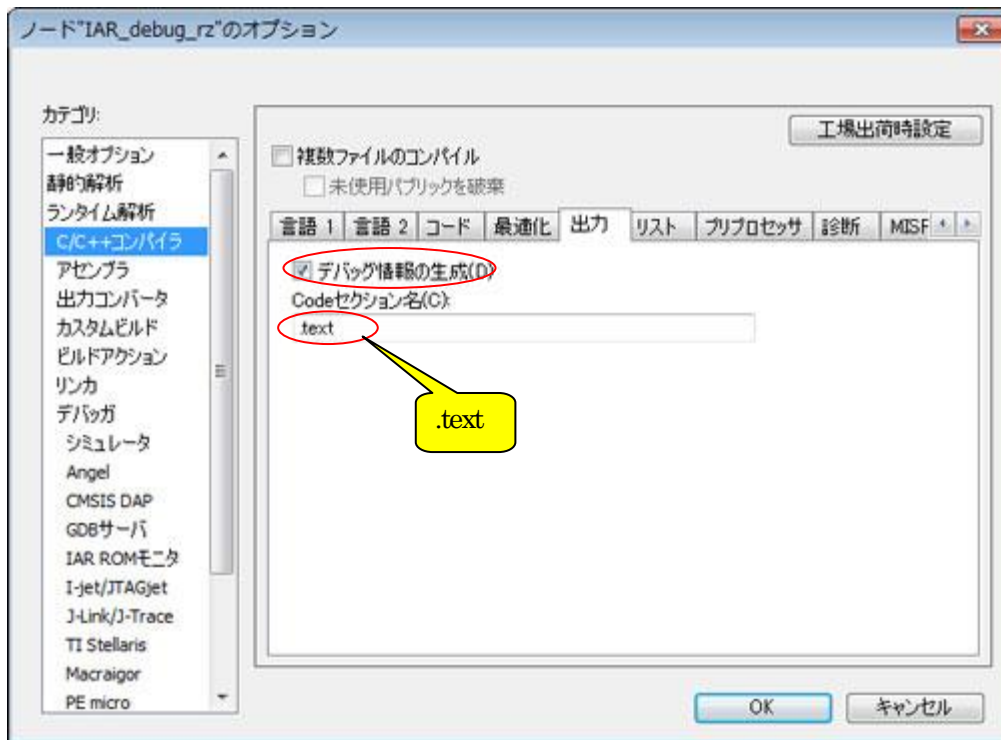 ノード"IAR_debug_rz"のオプション
カテゴリ:
一般オプション
静的解析
ランタイム解析
C/C++コンパイラ
アセンブラ
出力コンバータ
カスタムビルド
ビルドアクション
リンカ
デバッガ
シミュレータ
Angel
CMSIS DAP
GDBサーバ
IAR ROMモニタ
I-jet/JTAGjet
J-Link/J-Trace
TI Stellaris
Macraigor
PE micro
工場出荷時設定
複数ファイルのコンパイル
未使用パブリックを破棄
言語 1 言語 2 コード 最適化 出力 リスト プリプロセッサ 診断 MISF
デバッグ情報の生成(D)
Codeセクション名(C):
.text
.text
OK キャンセル